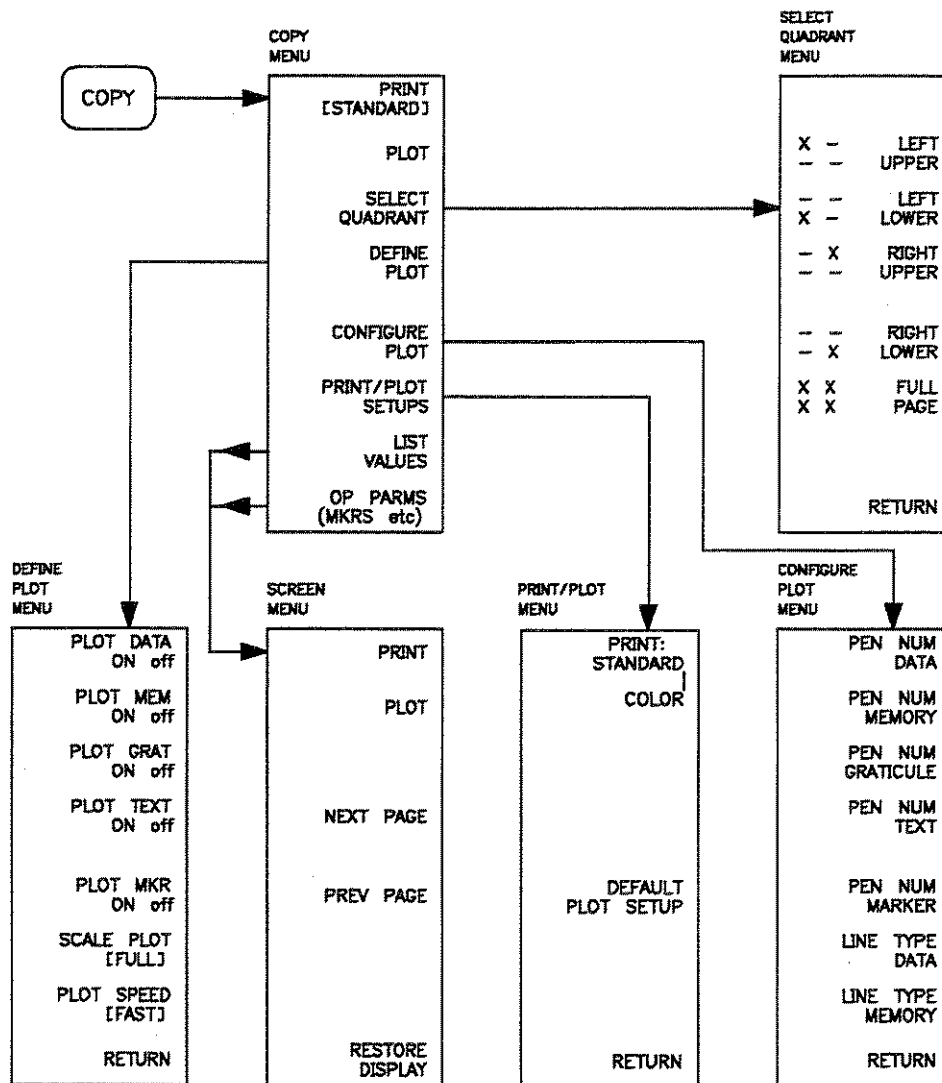 COPY
COPY
MENU
PRINT
[STANDARD]
PLOT
SELECT
QUADRANT
DEFINE
PLOT
CONFIGURE
PLOT
PRINT/PLOT
SETUPS
LIST
VALUES
OP PARMS
(MKRS etc)
SELECT
QUADRANT
MENU
X - LEFT
- - UPPER
- - LEFT
X - LOWER
- X RIGHT
- - UPPER
- - RIGHT
- X LOWER
X X FULL
X X PAGE
RETURN
DEFINE
PLOT
MENU
PLOT DATA
ON off
PLOT MEM
ON off
PLOT GRAT
ON off
PLOT TEXT
ON off
PLOT MKR
ON off
SCALE PLOT
[FULL]
PLOT SPEED
[FAST]
RETURN
SCREEN
MENU
PRINT
PLOT
NEXT PAGE
PREV PAGE
RESTORE
DISPLAY
PRINT/PLOT
MENU
PRINT:
STANDARD
COLOR
DEFAULT
PLOT SETUP
RETURN
CONFIGURE
PLOT
MENU
PEN NUM
DATA
PEN NUM
MEMORY
PEN NUM
GRATICULE
PEN NUM
TEXT
PEN NUM
MARKER
LINE TYPE
DATA
LINE TYPE
MEMORY
RETURN